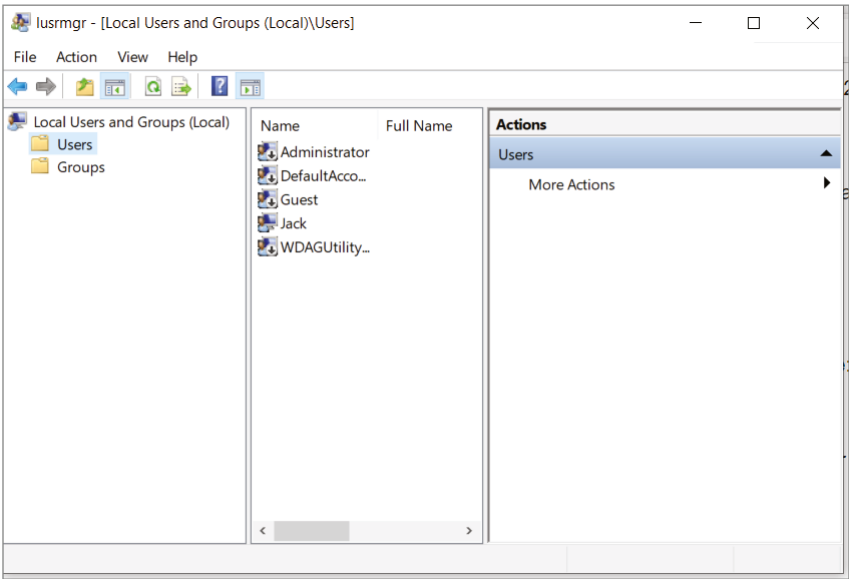 lusrmgr - [Local Users and Groups (Local)\Users]
File Action View Help
Local Users and Groups (Local)
Users
Groups
Name Full Name
Administrator
DefaultAcco...
Guest
Jack
WDAGUtility...
Actions
Users
More Actions